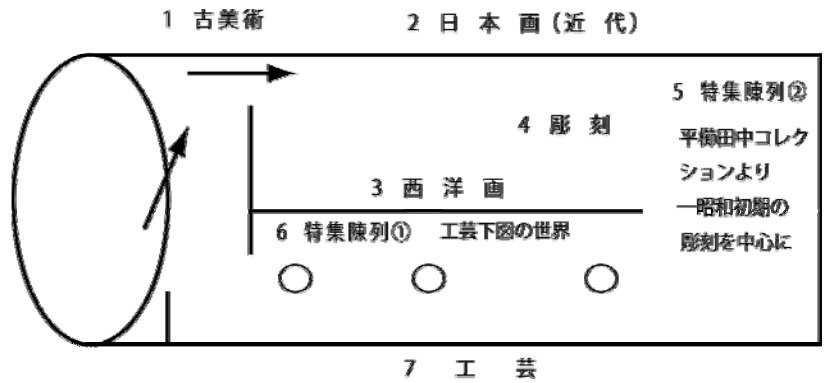 1 古美術
2 日本画（近代）
3 西洋画
4 彫刻
5 特集陳列②
平櫛田中コレク
ションより
―昭和初期の
彫刻を中心に
6 特集陳列① 工芸下図の世界
7 工芸